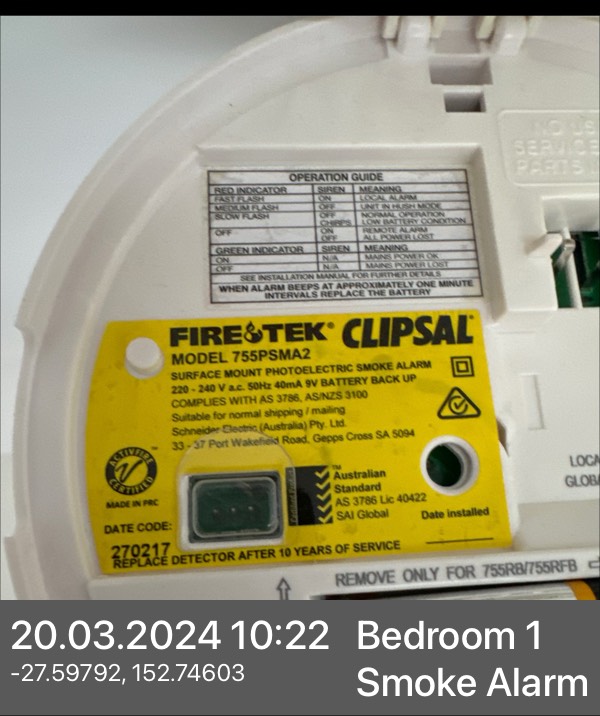 NO US
SERVICE
PARTS
OPERATION GUIDE
RED INDICATOR SIREN MEANING
FAST FLASH ON LOCAL ALARM
MEDIUM FLASH OFF UNIT IN HUSH MODE
SLOW FLASH OFF NORMAL OPERATION
CHIRPS LOW BATTERY CONDITION
OFF ON REMOTE ALARM
OFF ALL POWER LOST
GREEN INDICATOR SIREN MEANING
ON N/A MAINS POWER OK
OFF N/A MAINS POWER LOST
SEE INSTALLATION MANUAL FOR FURTHER DETAILS
WHEN ALARM BEEPS AT APPROXIMATELY ONE MINUTE
INTERVALS REPLACE THE BATTERY
FIRETEK® CLIPSAL™
MODEL 755PSMA2
SURFACE MOUNT PHOTOELECTRIC SMOKE ALARM
220 - 240 V a.c. 50Hz 40mA 9V BATTERY BACK UP
COMPLIES WITH AS 3786, AS/NZS 3100
Suitable for normal shipping / mailing
Schneider Electric (Australia) Pty. Ltd.
33 - 37 Port Wakefield Road, Gepps Cross SA 5094
ACTIVFIRE
CERTIFIED
MADE IN PRC
Australian
Standard
AS 3786 Lic 40422
SAI Global
Date installed
DATE CODE:
270217
REPLACE DETECTOR AFTER 10 YEARS OF SERVICE
LOCA
GLOB
REMOVE ONLY FOR 755RB/755RFB
20.03.2024 10:22
-27.59792, 152.74603
Bedroom 1
Smoke Alarm